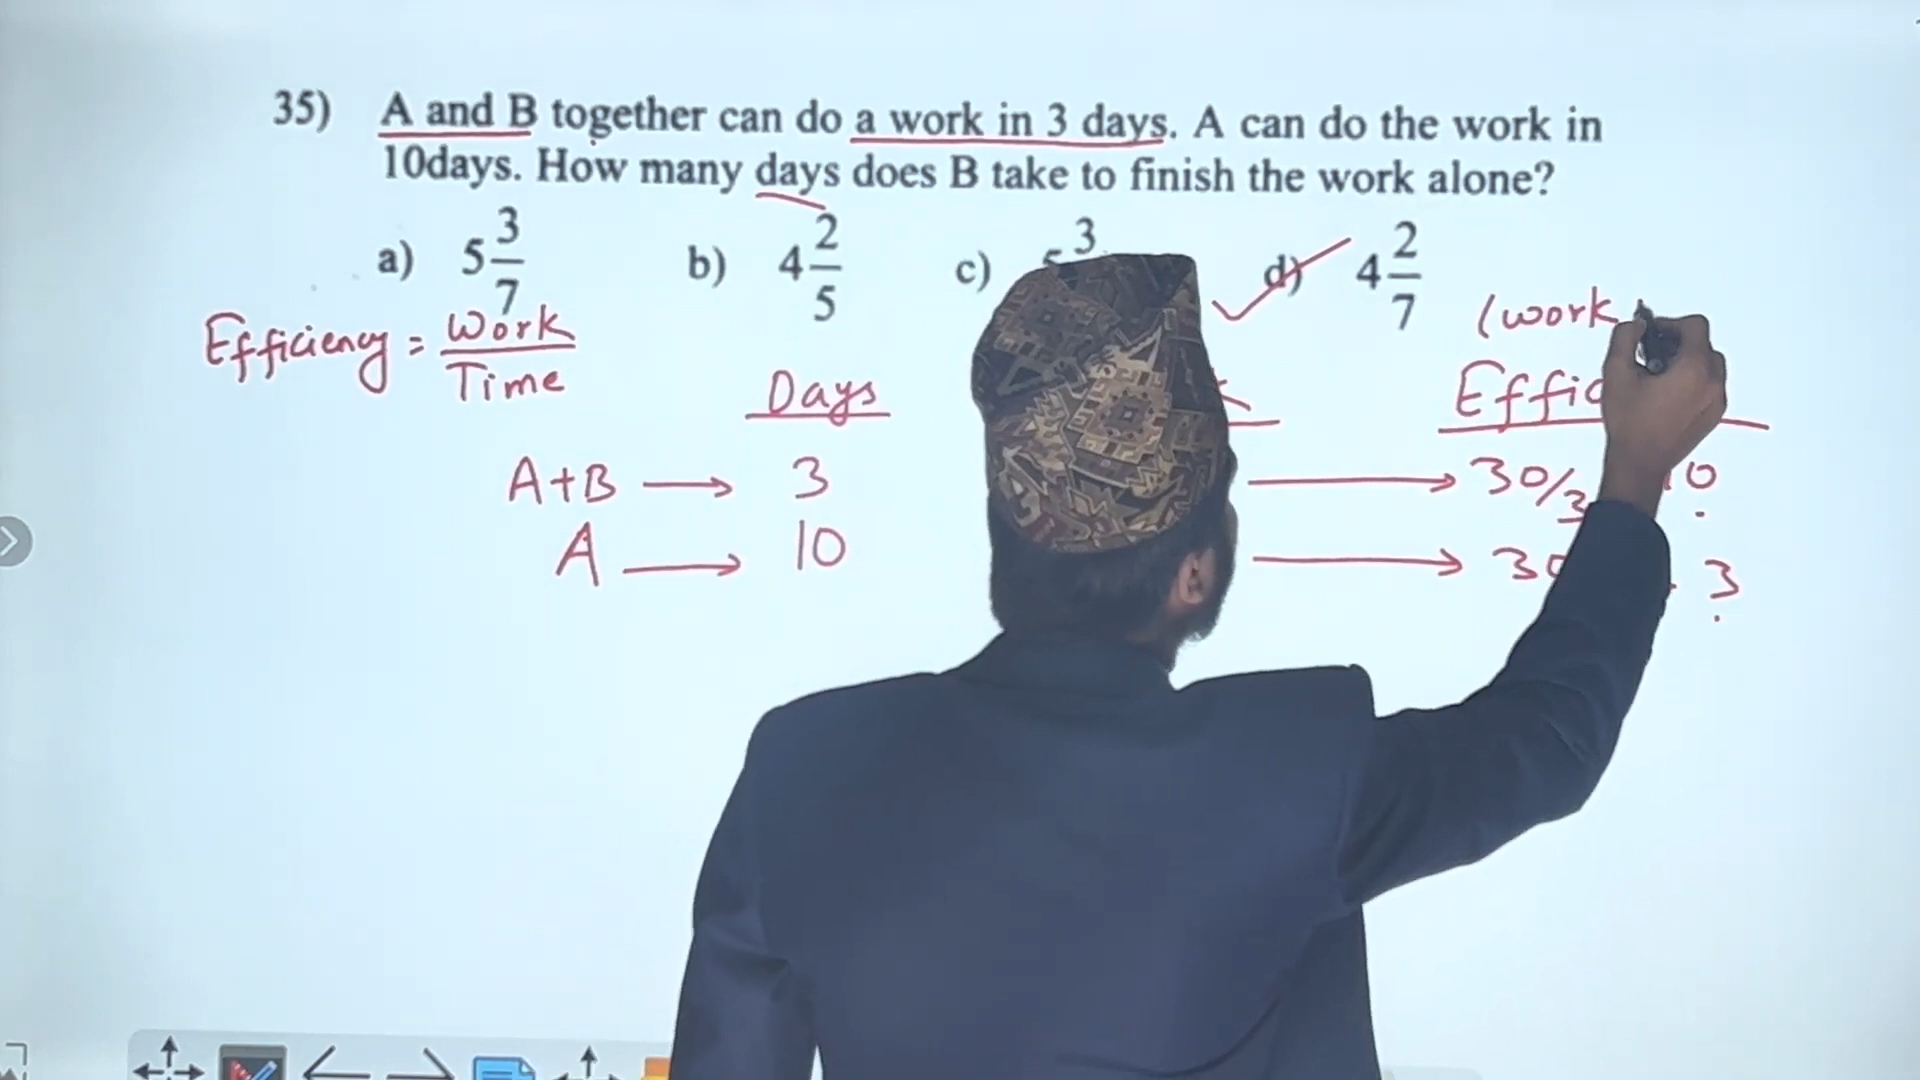 35) A and B together can do a work in 3 days. A can do the work in
10days. How many days does B take to finish the work alone?
a) 5 3/7 b) 4 2/5 c) 3 d) 4 2/7
Efficiency = Work/Time
(work
Days
A+B → 3 → 30/3 10
A → 10 → 3